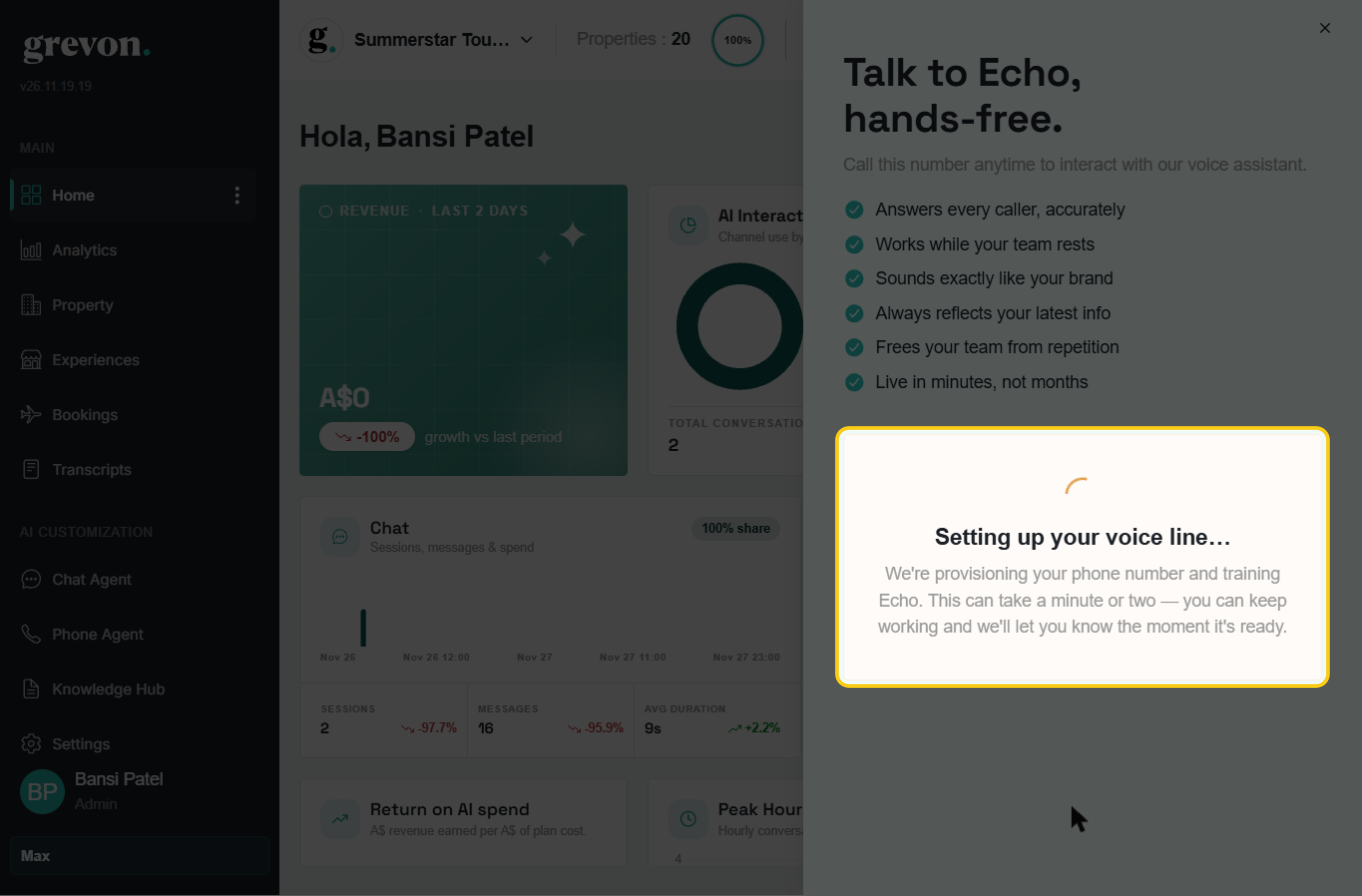 grevon.
v26.11.19.19
MAIN
Home
Analytics
Property
Experiences
Bookings
Transcripts
AI CUSTOMIZATION
Chat Agent
Phone Agent
Knowledge Hub
Settings
BP
Bansi Patel
Admin
Max
g.
Summerstar Tou...
Properties : 20
100%
Hola, Bansi Patel
REVENUE · LAST 2 DAYS
A$0
-100%
growth vs last period
AI Interact
Channel use by
TOTAL CONVERSATIO
2
Chat
Sessions, messages & spend
100% share
Nov 26
Nov 26 12:00
Nov 27
Nov 27 11:00
Nov 27 23:00
SESSIONS
2
-97.7%
MESSAGES
16
-95.9%
AVG DURATION
9s
+2.2%
Return on AI spend
A$ revenue earned per A$ of plan cost.
Peak Hour
Hourly convers
4
Talk to Echo,
hands-free.
Call this number anytime to interact with our voice assistant.
Answers every caller, accurately
Works while your team rests
Sounds exactly like your brand
Always reflects your latest info
Frees your team from repetition
Live in minutes, not months
Setting up your voice line…
We're provisioning your phone number and training
Echo. This can take a minute or two — you can keep
working and we'll let you know the moment it's ready.